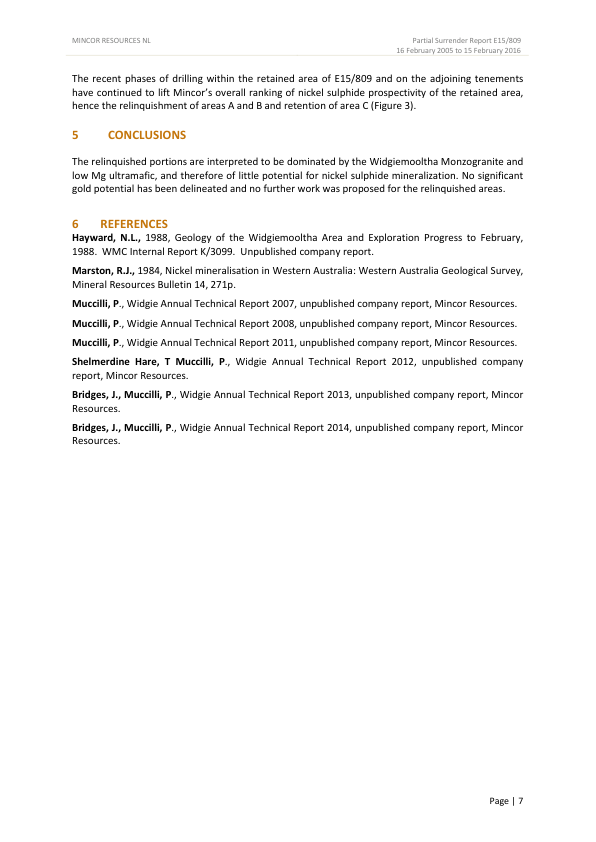 MINCOR RESOURCES NL
Partial Surrender Report E15/809
16 February 2005 to 15 February 2016
The recent phases of drilling within the retained area of E15/809 and on the adjoining tenements
have continued to lift Mincor’s overall ranking of nickel sulphide prospectivity of the retained area,
hence the relinquishment of areas A and B and retention of area C (Figure 3).
5 CONCLUSIONS
The relinquished portions are interpreted to be dominated by the Widgiemooltha Monzogranite and
low Mg ultramafic, and therefore of little potential for nickel sulphide mineralization. No significant
gold potential has been delineated and no further work was proposed for the relinquished areas.
6 REFERENCES
Hayward, N.L., 1988, Geology of the Widgiemooltha Area and Exploration Progress to February,
1988. WMC Internal Report K/3099. Unpublished company report.
Marston, R.J., 1984, Nickel mineralisation in Western Australia: Western Australia Geological Survey,
Mineral Resources Bulletin 14, 271p.
Muccilli, P., Widgie Annual Technical Report 2007, unpublished company report, Mincor Resources.
Muccilli, P., Widgie Annual Technical Report 2008, unpublished company report, Mincor Resources.
Muccilli, P., Widgie Annual Technical Report 2011, unpublished company report, Mincor Resources.
Shelmerdine Hare, T Muccilli, P., Widgie Annual Technical Report 2012, unpublished company
report, Mincor Resources.
Bridges, J., Muccilli, P., Widgie Annual Technical Report 2013, unpublished company report, Mincor
Resources.
Bridges, J., Muccilli, P., Widgie Annual Technical Report 2014, unpublished company report, Mincor
Resources.
Page | 7